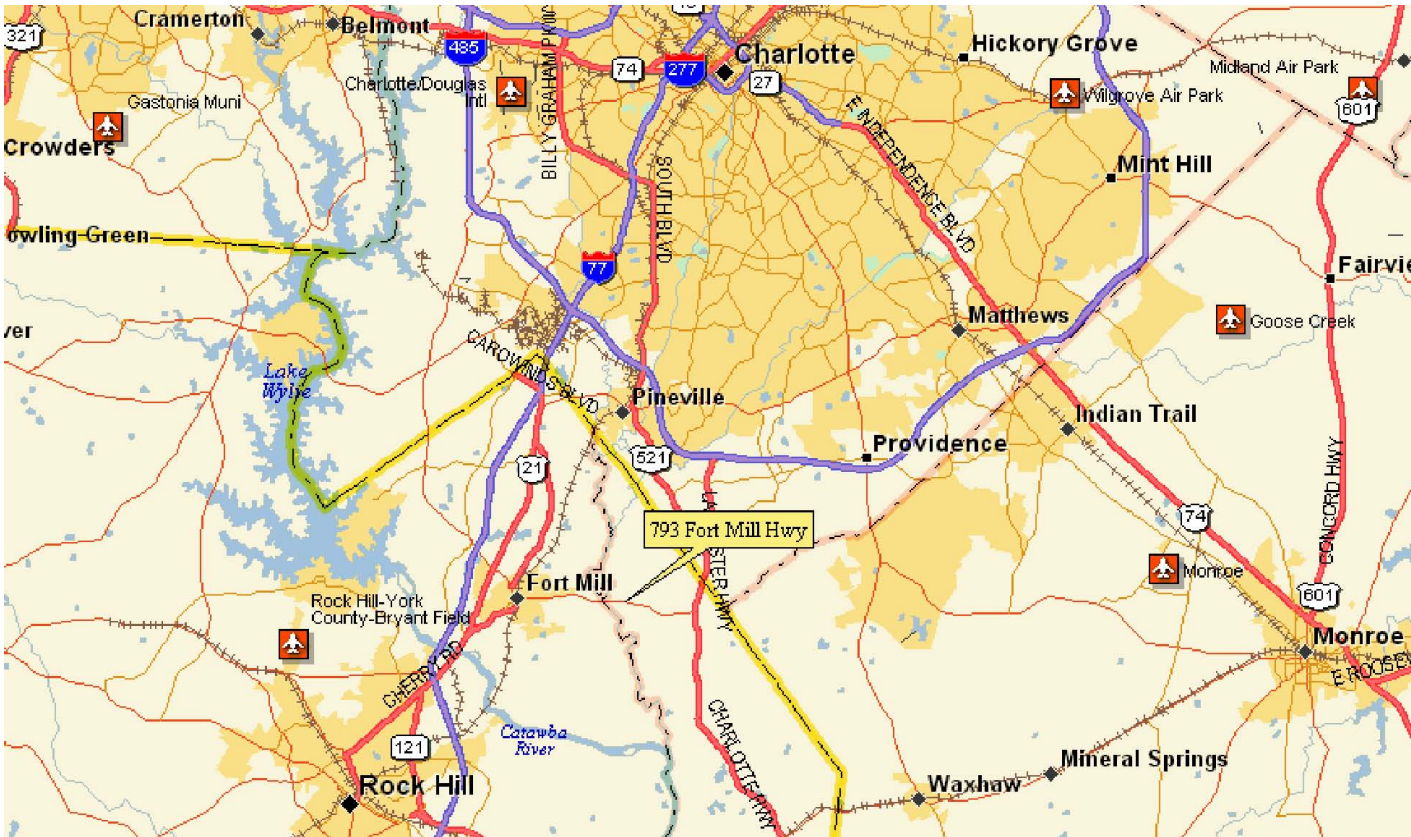 Cramerton
Belmont
321
485
BILLY GRAHAM PKWY
74
277
Charlotte
27
Hickory Grove
Midland Air Park
601
Charlotte/Douglas
Intl
Gastonia Muni
Wilgrove Air Park
Crowders
E INDEPENDENCE BLVD
Mint Hill
SOUTH BLVD
owling Green
77
Fairvie
ver
Matthews
Goose Creek
CAROWINDS BLVD
Lake
Wylie
Pineville
Indian Trail
Providence
21
521
CONCORD HWY
74
793 Fort Mill Hwy
Fort Mill
STER HWY
Monroe
Rock Hill-York
County-Bryant Field
601
Monroe
E ROOSEV
CHERRY RD
CHARLOTTE HWY
Catawba
River
121
Mineral Springs
Rock Hill
Waxhaw